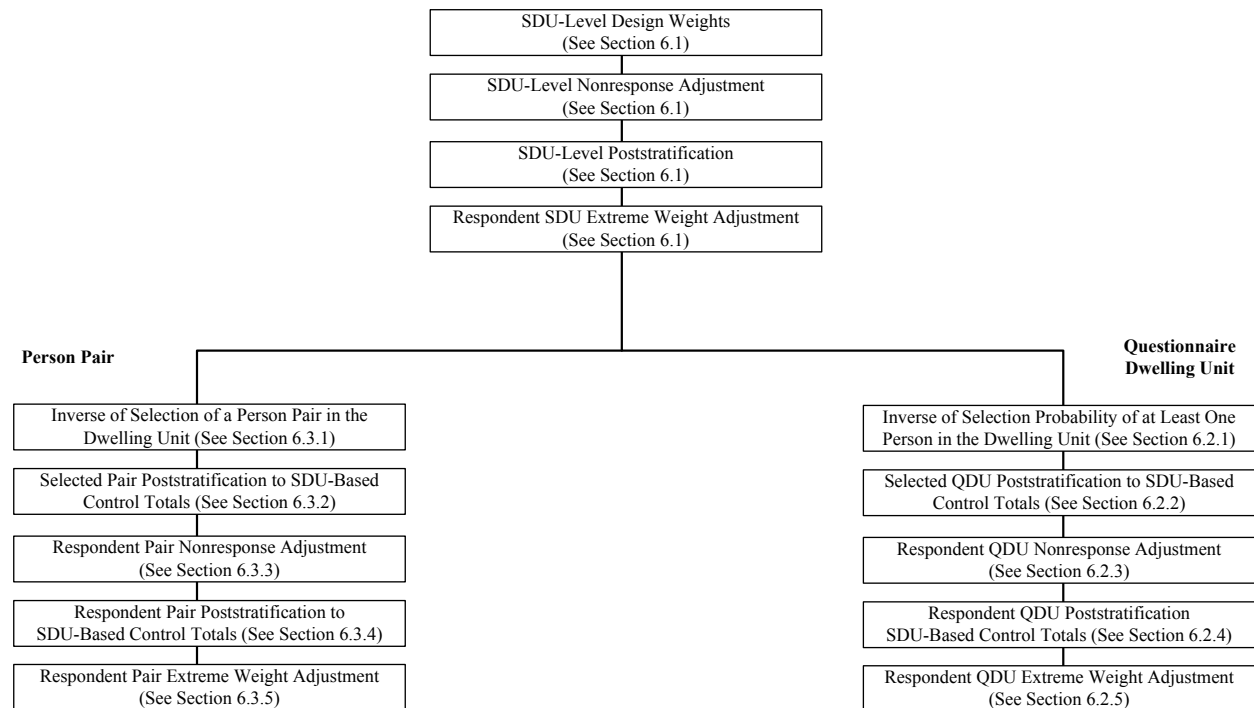 SDU-Level Design Weights
(See Section 6.1)
SDU-Level Nonresponse Adjustment
(See Section 6.1)
SDU-Level Poststratification
(See Section 6.1)
Respondent SDU Extreme Weight Adjustment
(See Section 6.1)
Person Pair
Inverse of Selection of a Person Pair in the
Dwelling Unit (See Section 6.3.1)
Selected Pair Poststratification to SDU-Based
Control Totals (See Section 6.3.2)
Respondent Pair Nonresponse Adjustment
(See Section 6.3.3)
Respondent Pair Poststratification to
SDU-Based Control Totals (See Section 6.3.4)
Respondent Pair Extreme Weight Adjustment
(See Section 6.3.5)
Questionnaire
Dwelling Unit
Inverse of Selection Probability of at Least One
Person in the Dwelling Unit (See Section 6.2.1)
Selected QDU Poststratification to SDU-Based
Control Totals (See Section 6.2.2)
Respondent QDU Nonresponse Adjustment
(See Section 6.2.3)
Respondent QDU Poststratification
SDU-Based Control Totals (See Section 6.2.4)
Respondent QDU Extreme Weight Adjustment
(See Section 6.2.5)